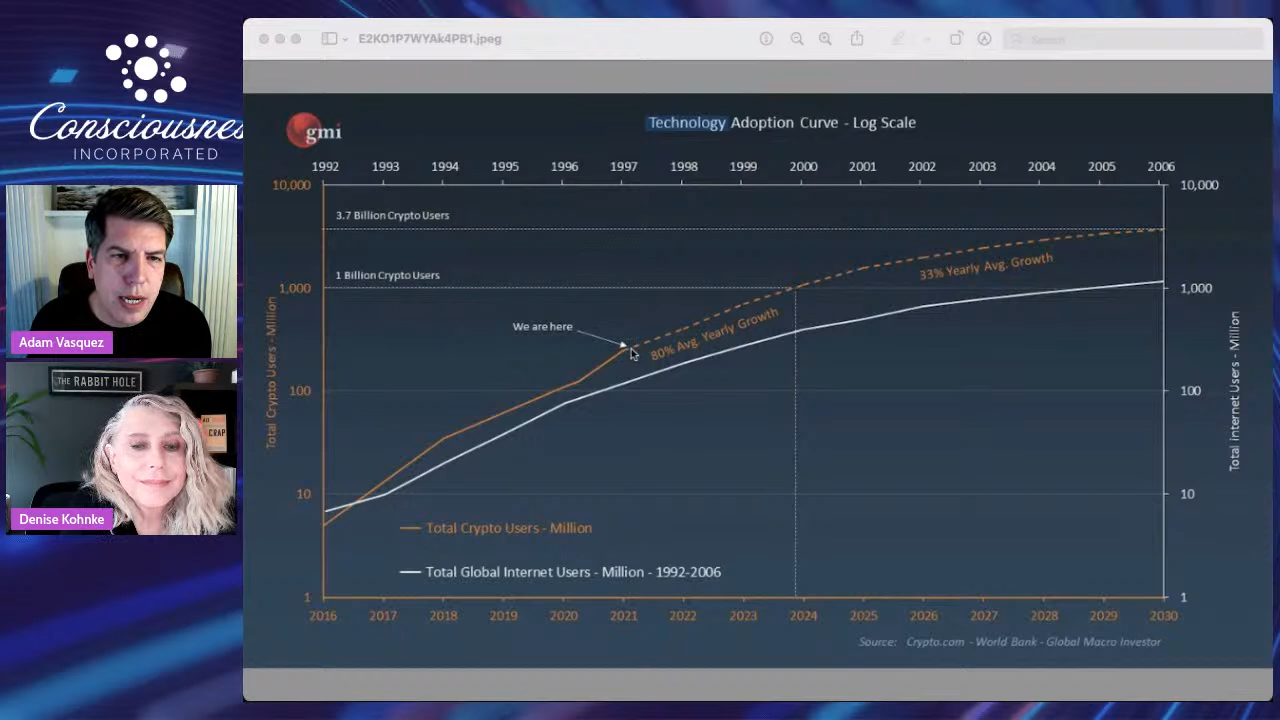 Consciousnes
INCORPORATED
Adam Vasquez
THE RABBIT HOLE
CRAP
Denise Kohnke
E2KO1P7WYAk4PB1.jpeg
Search
gmi
Technology Adoption Curve - Log Scale
1992 1993 1994 1995 1996 1997 1998 1999 2000 2001 2002 2003 2004 2005 2006
10,000 10,000
3.7 Billion Crypto Users
1 Billion Crypto Users
33% Yearly Avg. Growth
1,000 1,000
We are here
80% Avg. Yearly Growth
Total Crypto Users - Million
Total Internet Users - Million
100 100
10 10
Total Crypto Users - Million
Total Global Internet Users - Million - 1992-2006
1 1
2016 2017 2018 2019 2020 2021 2022 2023 2024 2025 2026 2027 2028 2029 2030
Source: Crypto.com - World Bank - Global Macro Investor